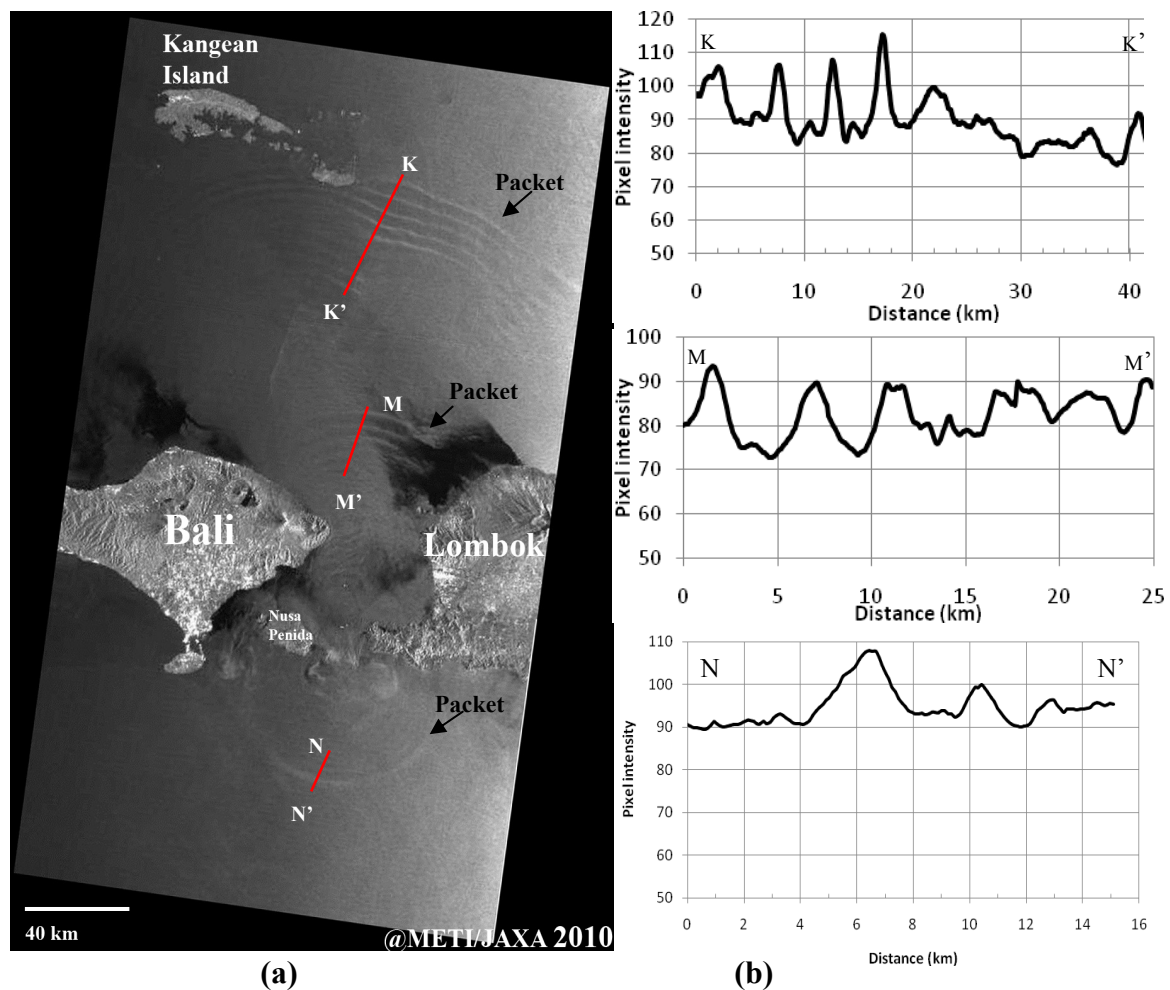 Kangean
Island
K
Packet
K’
Packet
M
M’
Bali
Lombok
Nusa
Penida
Packet
N
N’
40 km
@METI/JAXA 2010
(a)
120
110
100
90
80
70
60
50
Pixel intensity
K
K’
0 10 20 30 40
Distance (km)
100
90
80
70
60
50
Pixel intensity
M
M’
0 5 10 15 20 25
Distance (km)
110
100
90
80
70
60
50
Pixel intensity
N
N’
0 2 4 6 8 10 12 14 16
Distance (km)
(b)